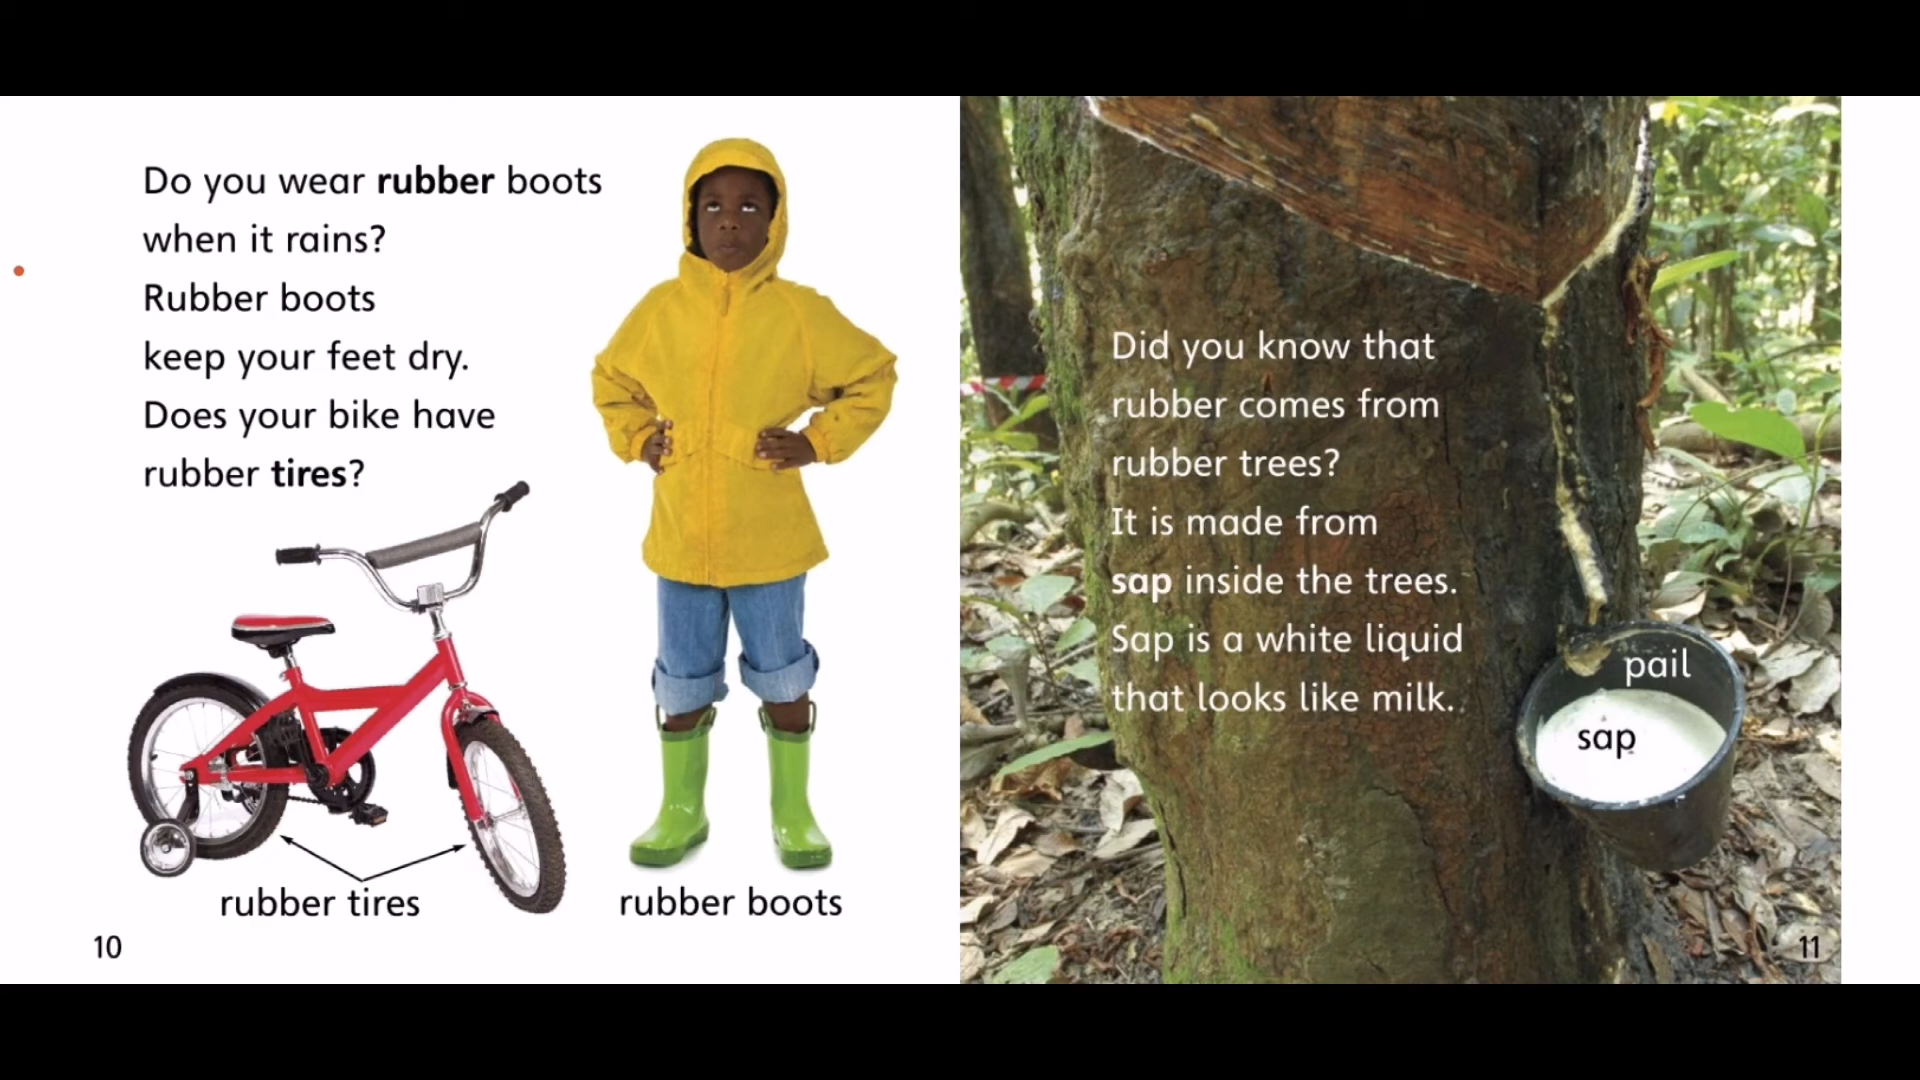 Do you wear rubber boots
when it rains?
Rubber boots
keep your feet dry.
Does your bike have
rubber tires?
rubber tires
rubber boots
10
Did you know that
rubber comes from
rubber trees?
It is made from
sap inside the trees.
Sap is a white liquid
that looks like milk.
pail
sap
11